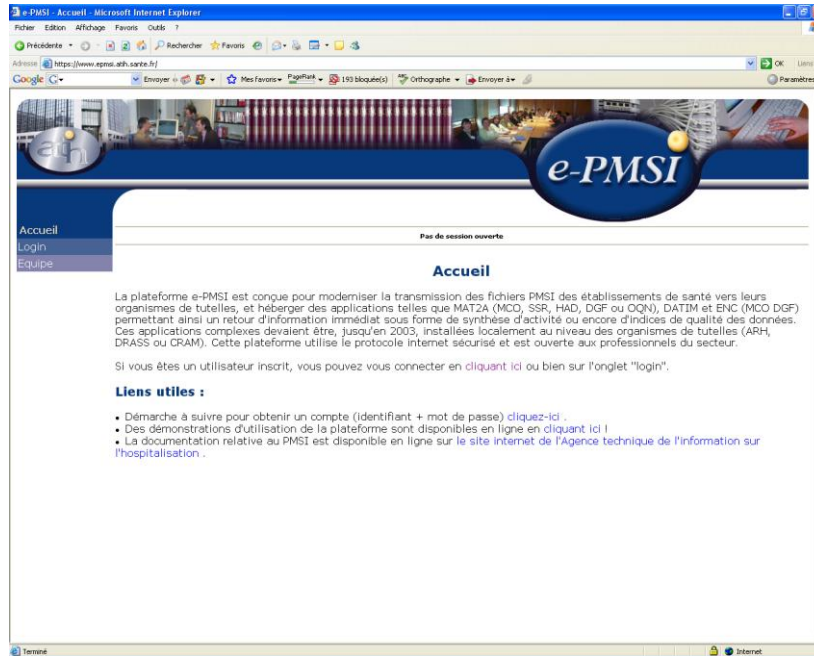 e-PMSI - Accueil - Microsoft Internet Explorer
Fichier Edition Affichage Favoris Outils ?
Précédente Rechercher Favoris
Adresse https://www.epmsi.atih.sante.fr/ OK Liens
Google G Envoyer Mes favoris PageRank 193 bloquée(s) Orthographe Envoyer à Paramètres
atih
e-PMSI
Accueil
Login
Equipe
Pas de session ouverte
Accueil
La plateforme e-PMSI est conçue pour moderniser la transmission des fichiers PMSI des établissements de santé vers leurs
organismes de tutelles, et héberger des applications telles que MAT2A (MCO, SSR, HAD, DGF ou OQN), DATIM et ENC (MCO DGF)
permettant ainsi un retour d'information immédiat sous forme de synthèse d'activité ou encore d'indices de qualité des données.
Ces applications complexes devaient être, jusqu'en 2003, installées localement au niveau des organismes de tutelles (ARH,
DRASS ou CRAM). Cette plateforme utilise le protocole internet sécurisé et est ouverte aux professionnels du secteur.
Si vous êtes un utilisateur inscrit, vous pouvez vous connecter en cliquant ici ou bien sur l'onglet "login".
Liens utiles :
• Démarche à suivre pour obtenir un compte (identifiant + mot de passe) cliquez-ici .
• Des démonstrations d'utilisation de la plateforme sont disponibles en ligne en cliquant ici !
• La documentation relative au PMSI est disponible en ligne sur le site internet de l'Agence technique de l'information sur
l'hospitalisation .
Terminé Internet